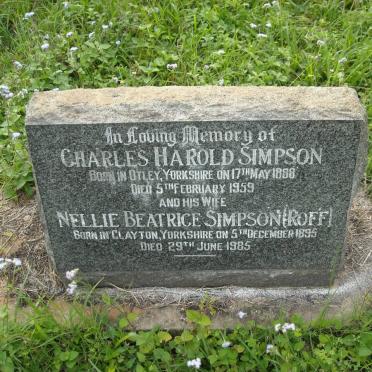 In Loving Memory of
CHARLES HAROLD SIMPSON
BORN IN OTLEY, YORKSHIRE ON 17TH MAY 1888
DIED 5TH FEBRUARY 1959
AND HIS WIFE
NELLIE BEATRICE SIMPSON (ROFF)
BORN IN CLAYTON, YORKSHIRE ON 5TH DECEMBER 1895
DIED 29TH JUNE 1985